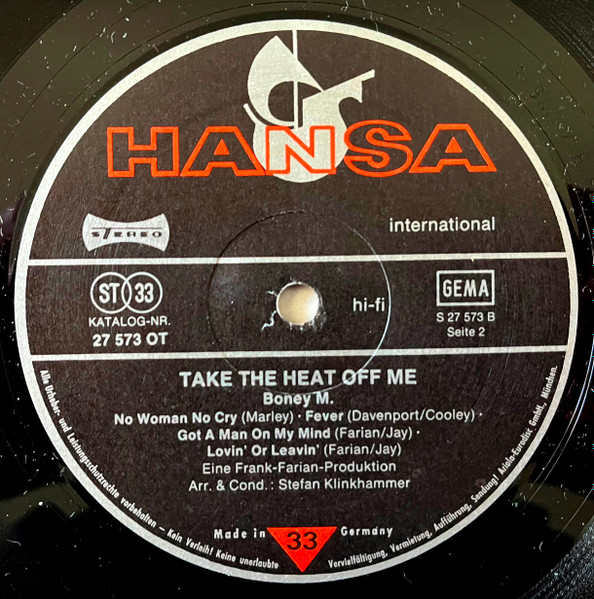 HANSA
STEREO
international
ST 33
KATALOG-NR.
27 573 OT
hi-fi
GEMA
S 27 573 B
Seite 2
TAKE THE HEAT OFF ME
Boney M.
No Woman No Cry (Marley) · Fever (Davenport/Cooley) ·
Got A Man On My Mind (Farian/Jay) ·
Lovin' Or Leavin' (Farian/Jay)
Eine Frank-Farian-Produktion
Arr. & Cond.: Stefan Klinkhammer
Made in 33 Germany
Alle Urheber- und Leistungsschutzrechte vorbehalten – Kein Verleih! Keine unerlaubte Vervielfältigung, Vermietung, Aufführung, Sendung! Ariola-Eurodisc GmbH., München.